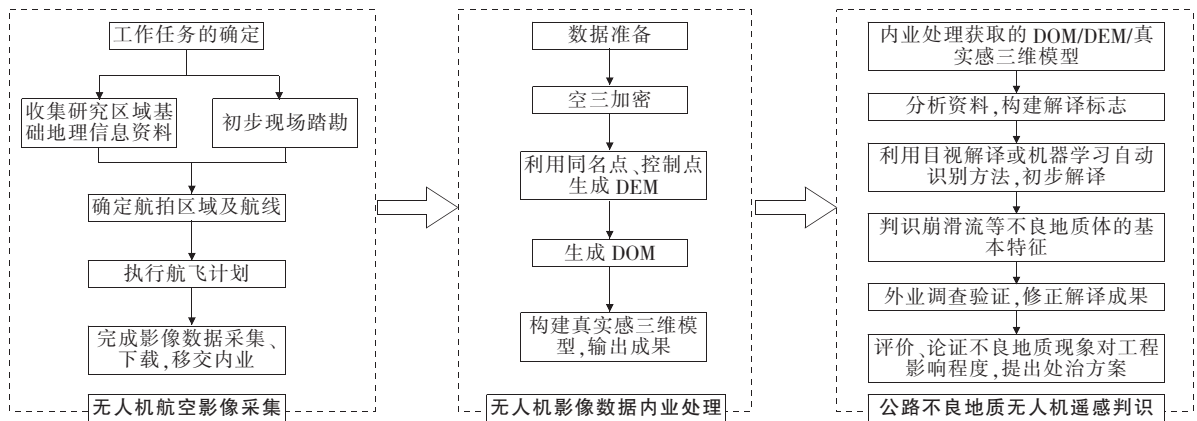 工作任务的确定
收集研究区域基
础地理信息资料
初步现场踏勘
确定航拍区域及航线
执行航飞计划
完成影像数据采集、
下载,移交内业
无人机航空影像采集
数据准备
空三加密
利用同名点、控制点
生成 DEM
生成 DOM
构建真实感三维模
型,输出成果
无人机影像数据内业处理
内业处理获取的 DOM/DEM/真
实感三维模型
分析资料,构建解译标志
利用目视解译或机器学习自动
识别方法,初步解译
判识崩滑流等不良地质体的基
本特征
外业调查验证,修正解译成果
评价、论证不良地质现象对工程
影响程度,提出处治方案
公路不良地质无人机遥感判识